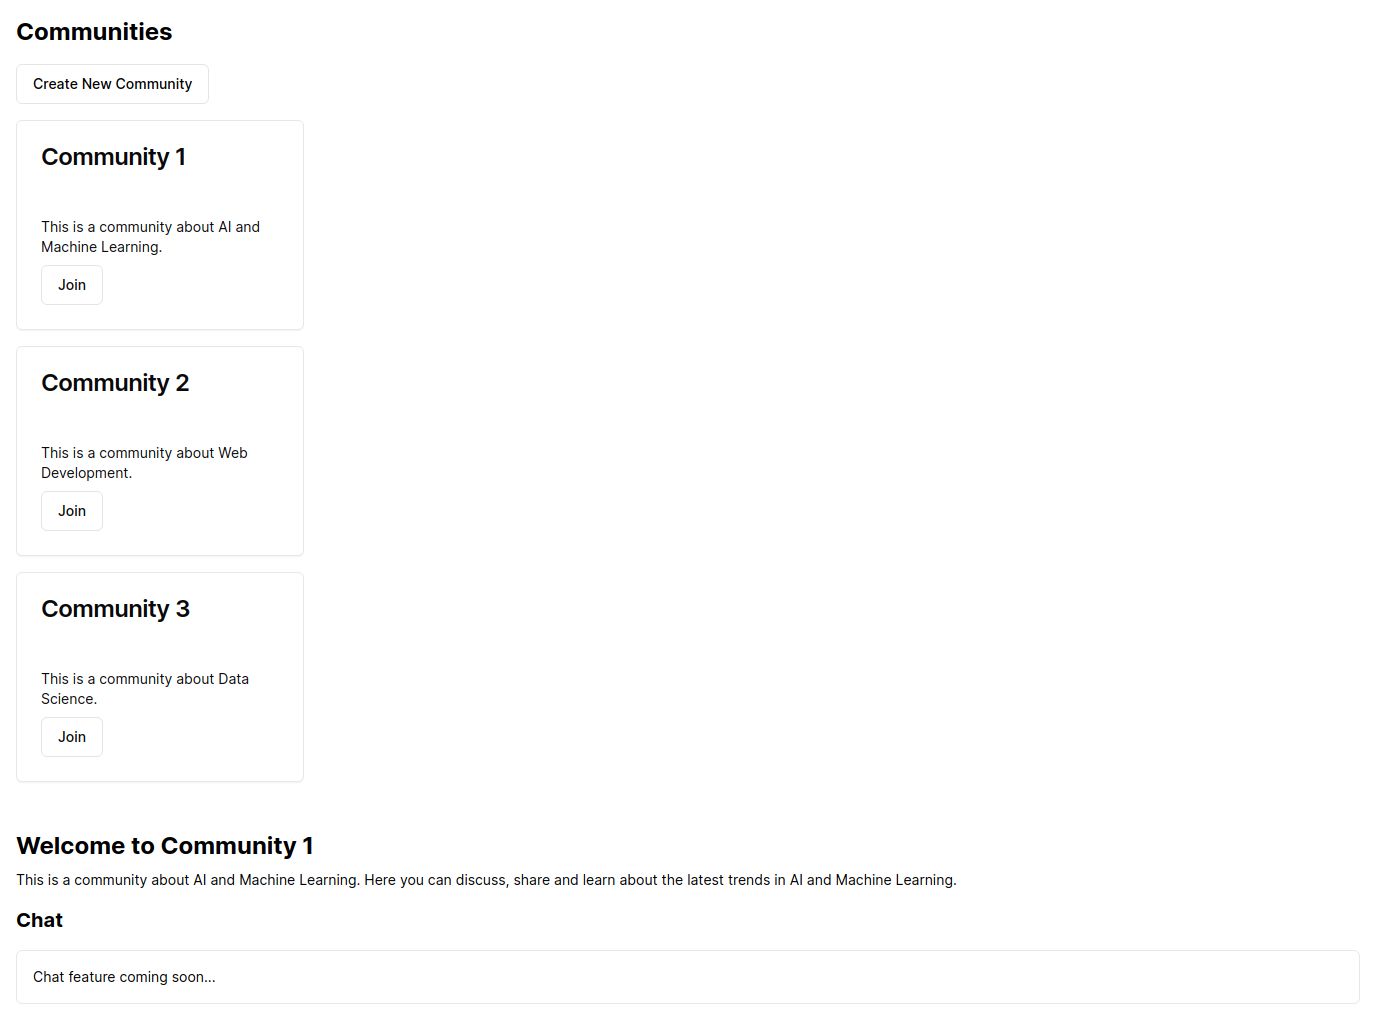 Communities
Create New Community
Community 1
This is a community about AI and
Machine Learning.
Join
Community 2
This is a community about Web
Development.
Join
Community 3
This is a community about Data
Science.
Join
Welcome to Community 1
This is a community about AI and Machine Learning. Here you can discuss, share and learn about the latest trends in AI and Machine Learning.
Chat
Chat feature coming soon...